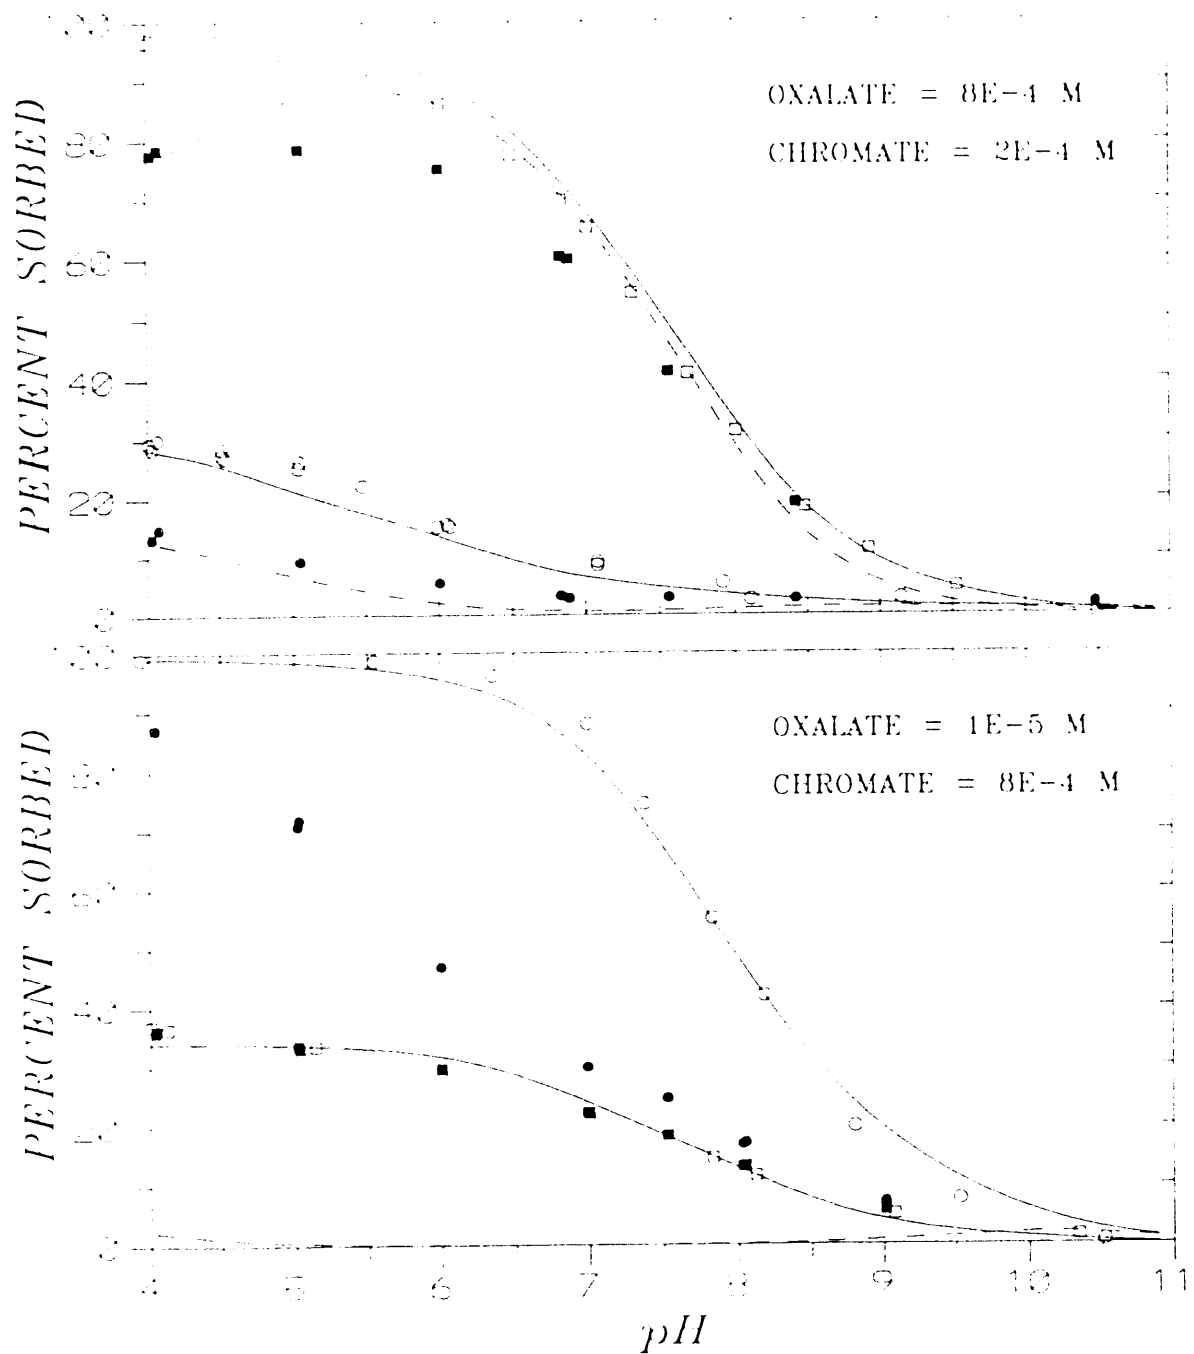 PERCENT SORBED
80
60
40
20
0
OXALATE = 8E-4 M
CHROMATE = 2E-4 M
PERCENT SORBED
40
0
OXALATE = 1E-5 M
CHROMATE = 8E-4 M
4 5 6 7 8 9 10 11
pH